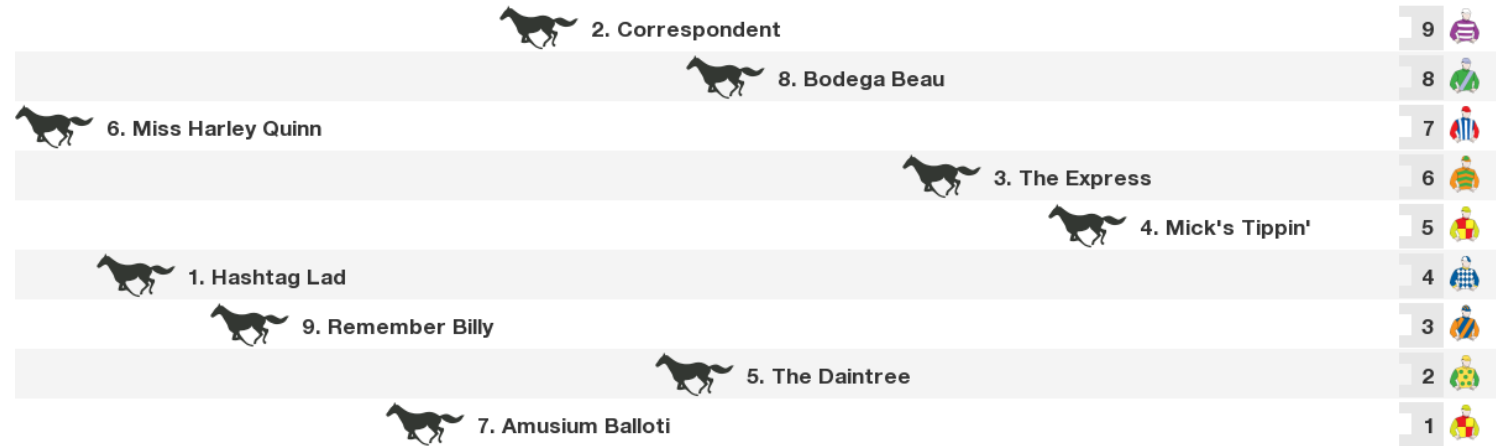 2. Correspondent 9
8. Bodega Beau 8
6. Miss Harley Quinn 7
3. The Express 6
4. Mick's Tippin' 5
1. Hashtag Lad 4
9. Remember Billy 3
5. The Daintree 2
7. Amusium Balloti 1